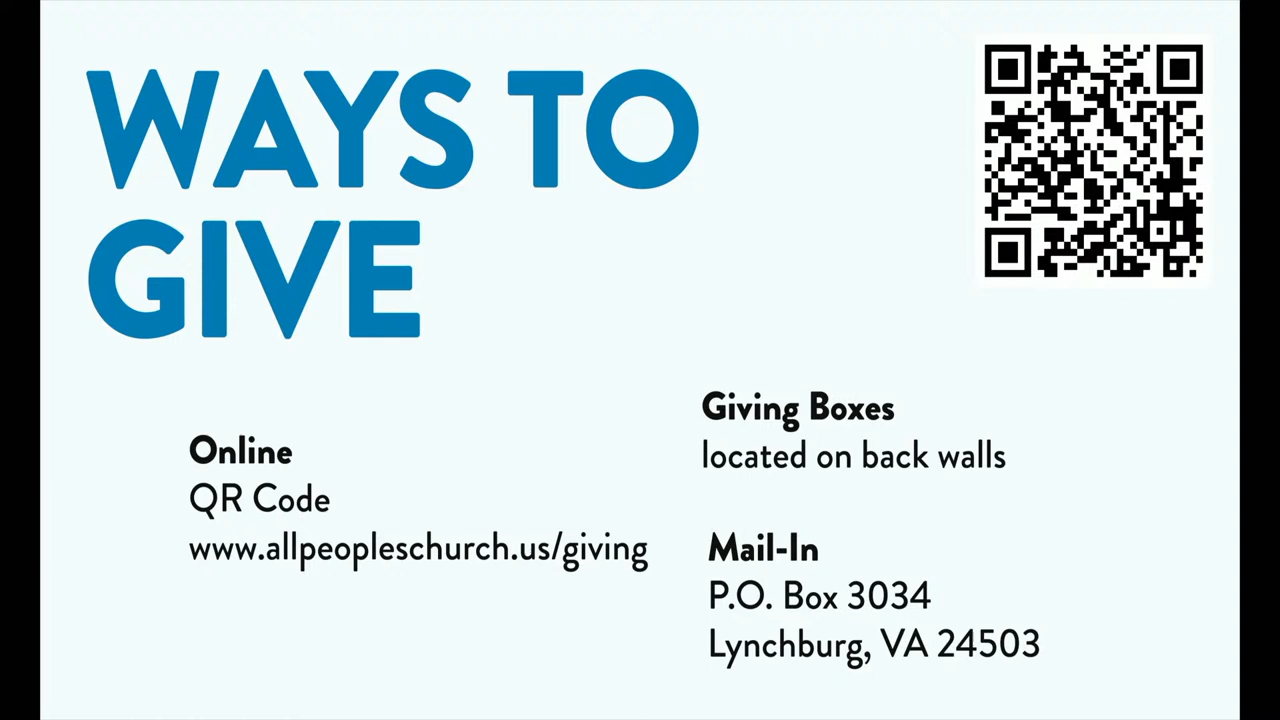 WAYS TO
GIVE
Online
QR Code
www.allpeopleschurch.us/giving
Giving Boxes
located on back walls
Mail-In
P.O. Box 3034
Lynchburg, VA 24503